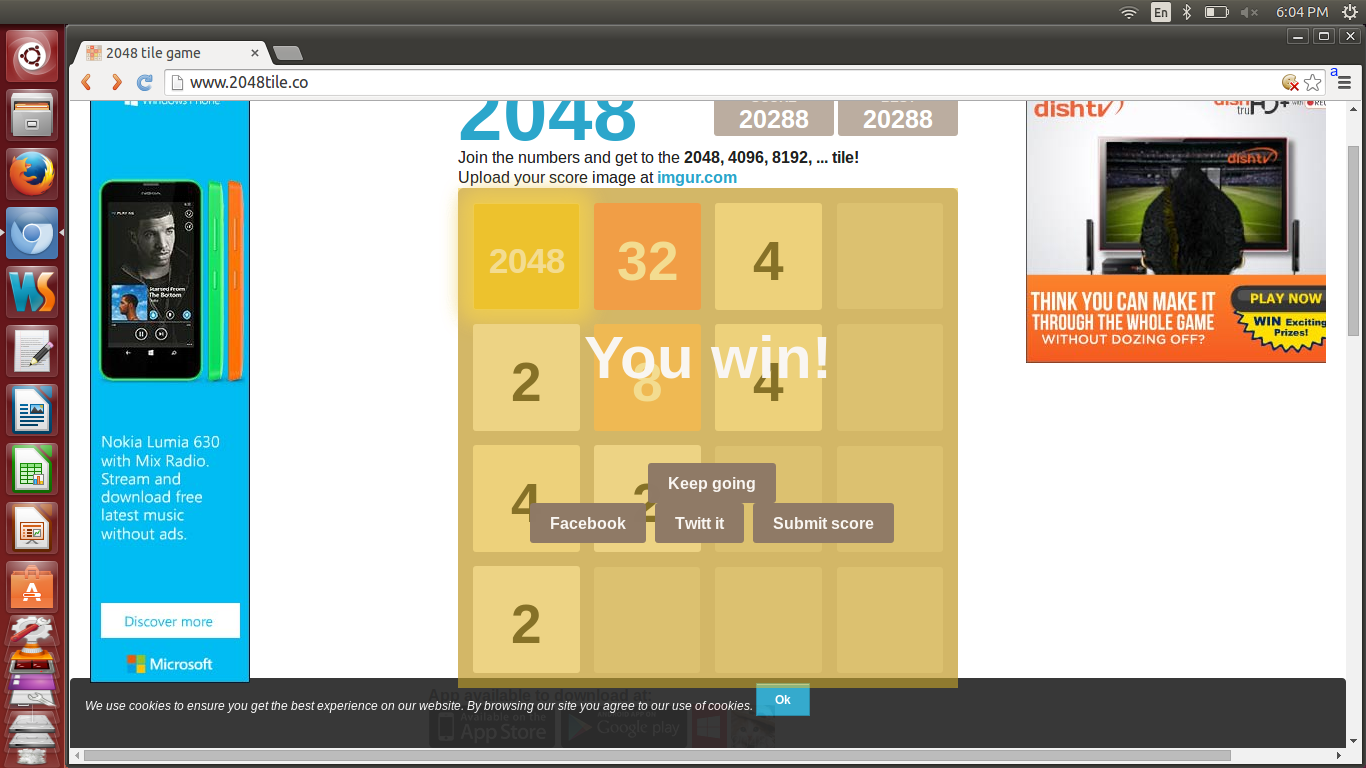 En
6:04 PM
2048 tile game
www.2048tile.co
a
Windows Phone
2048
20288
20288
Join the numbers and get to the 2048, 4096, 8192, ... tile!
Upload your score image at imgur.com
2048
32
4
2
8
4
You win!
4
2
Keep going
Facebook
Twitt it
Submit score
2
NOKIA
Started From
The Bottom
Nokia Lumia 630
with Mix Radio.
Stream and
download free
latest music
without ads.
Discover more
Microsoft
dishtv
dishtv
THINK YOU CAN MAKE IT
THROUGH THE WHOLE GAME
WITHOUT DOZING OFF?
PLAY NOW
WIN Exciting
Prizes!
App available to download at:
We use cookies to ensure you get the best experience on our website. By browsing our site you agree to our use of cookies.
Ok
Available on the
App Store
Google play